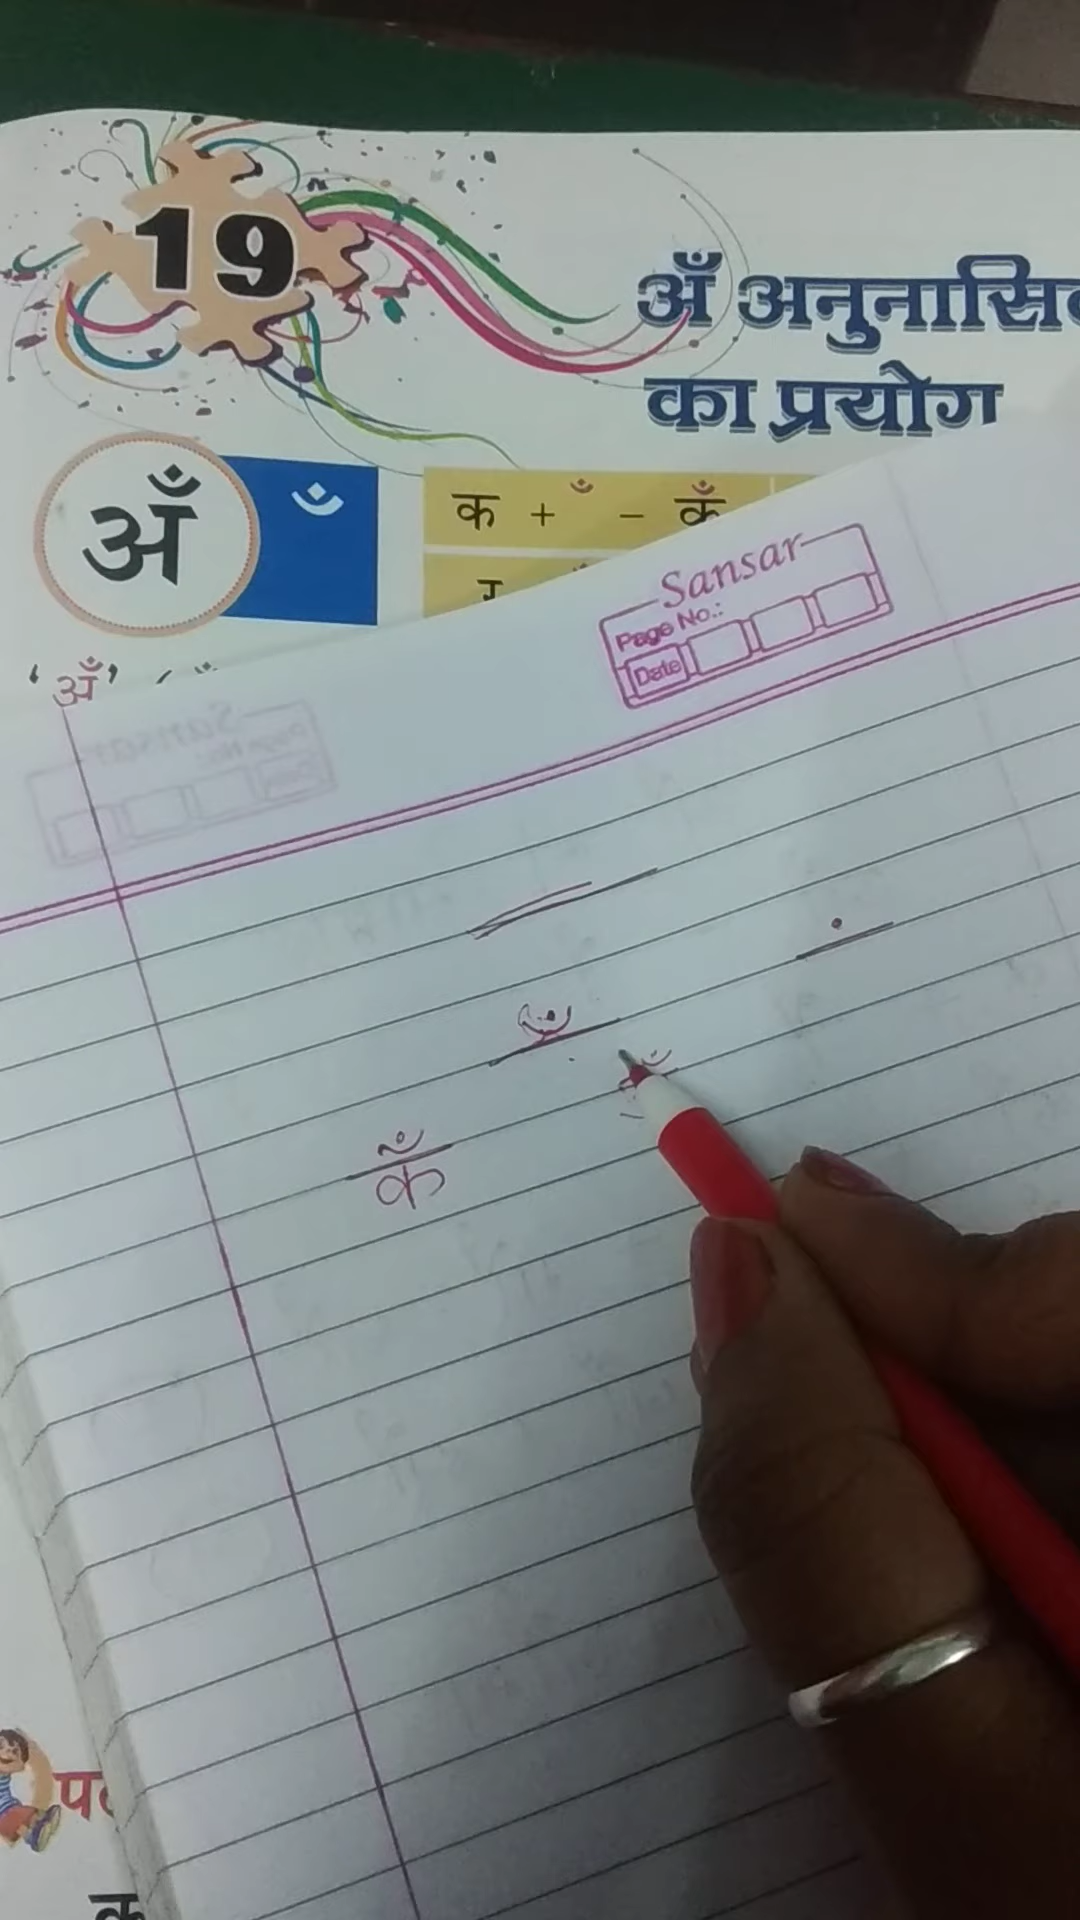 19
अँ अनुनासि
का प्रयोग
अँ ँ
क + ँ - कँ
'अँ'
Sansar
Page No.:
Date
ँ
कँ